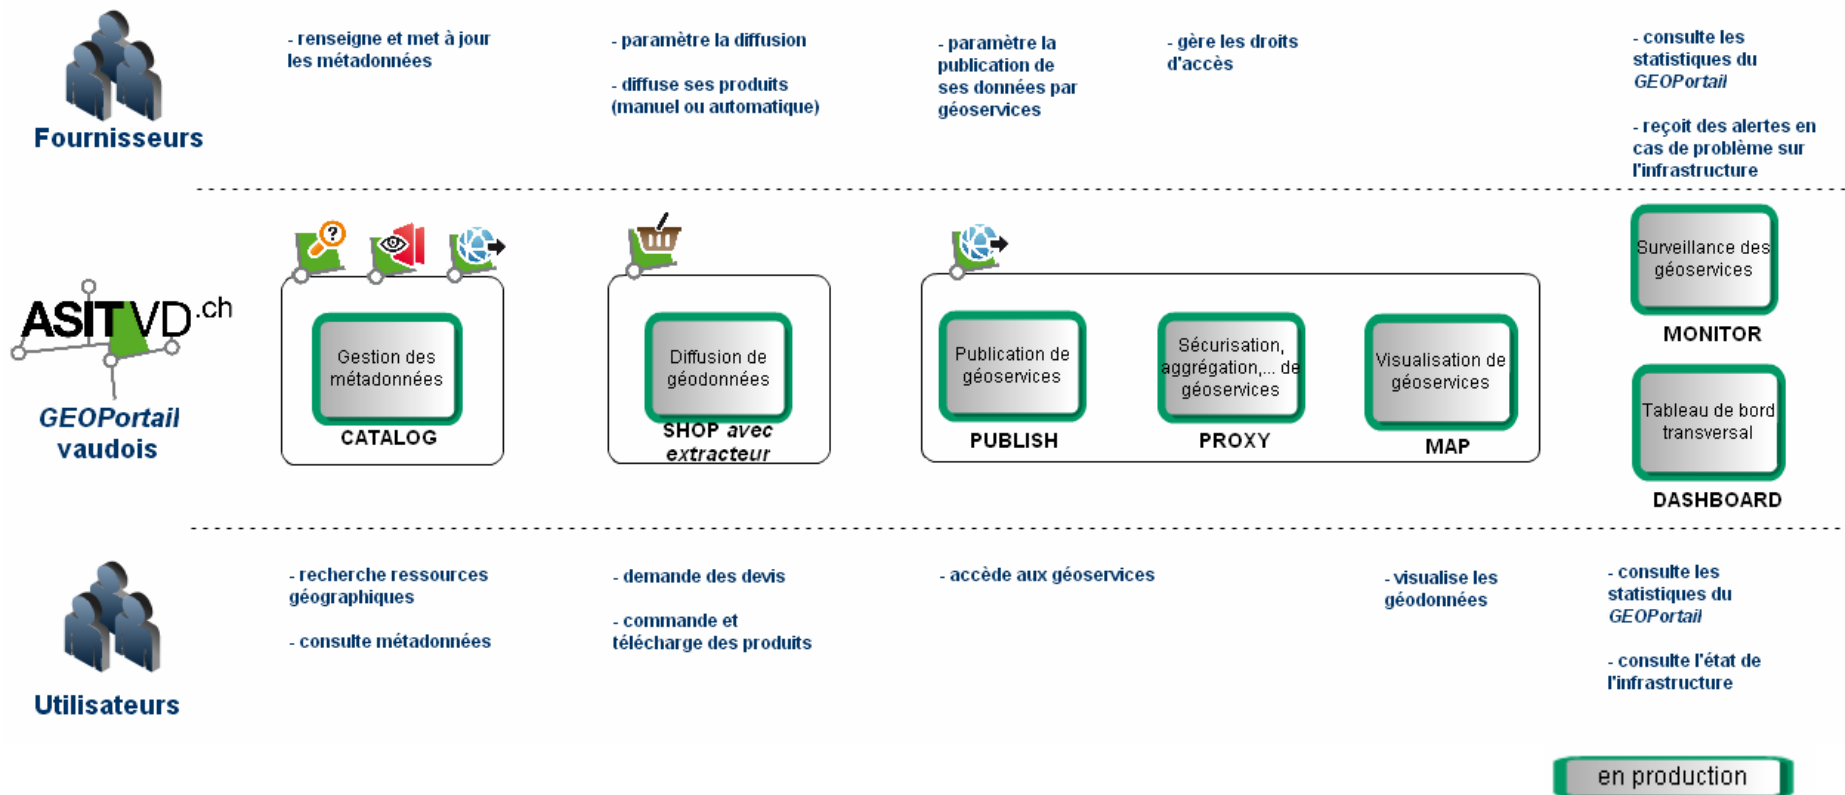 - renseigne et met à jour
les métadonnées
- paramètre la diffusion
- diffuse ses produits
(manuel ou automatique)
- paramètre la
publication de
ses données par
géoservices
- gère les droits
d'accès
- consulte les
statistiques du
GEOPortail
- reçoit des alertes en
cas de problème sur
l'infrastructure
Fournisseurs
?
ASITVD.ch
GEOPortail
vaudois
Gestion des
métadonnées
CATALOG
Diffusion de
géodonnées
SHOP avec
extracteur
Publication de
géoservices
PUBLISH
Sécurisation,
aggrégation,... de
géoservices
PROXY
Visualisation de
géoservices
MAP
Surveillance des
géoservices
MONITOR
Tableau de bord
transversal
DASHBOARD
- recherche ressources
géographiques
- consulte métadonnées
- demande des devis
- commande et
télécharge des produits
- accède aux géoservices
- visualise les
géodonnées
- consulte les
statistiques du
GEOPortail
- consulte l'état de
l'infrastructure
Utilisateurs
en production